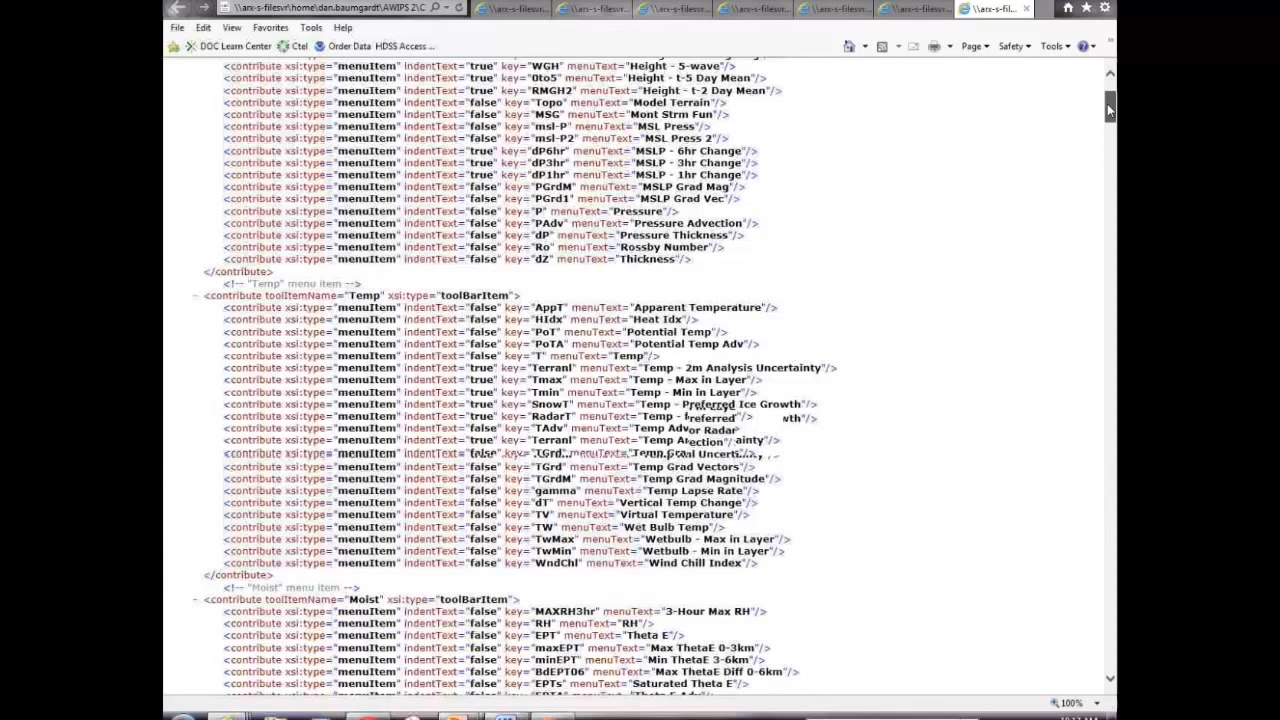 \\arx-s-filesvr\home\dan.baumgardt\AWIPS 2\C
\\arx-s-filesvr...
\\arx-s-filesvr...
\\arx-s-filesvr...
\\arx-s-filesvr...
\\arx-s-filesvr...
\\arx-s-filesvr...
\\arx-s-fil...
File Edit View Favorites Tools Help
DOC Learn Center Ctel Order Data HDSS Access ...
Page Safety Tools
<contribute xsi:type="menuItem" indentText="true" key="WGH" menuText="Height - 5-wave"/>
<contribute xsi:type="menuItem" indentText="true" key="0to5" menuText="Height - t-5 Day Mean"/>
<contribute xsi:type="menuItem" indentText="true" key="RMGH2" menuText="Height - t-2 Day Mean"/>
<contribute xsi:type="menuItem" indentText="false" key="Topo" menuText="Model Terrain"/>
<contribute xsi:type="menuItem" indentText="false" key="MSG" menuText="Mont Strm Fun"/>
<contribute xsi:type="menuItem" indentText="false" key="msl-P" menuText="MSL Press"/>
<contribute xsi:type="menuItem" indentText="false" key="msl-P2" menuText="MSL Press 2"/>
<contribute xsi:type="menuItem" indentText="true" key="dP6hr" menuText="MSLP - 6hr Change"/>
<contribute xsi:type="menuItem" indentText="true" key="dP3hr" menuText="MSLP - 3hr Change"/>
<contribute xsi:type="menuItem" indentText="true" key="dP1hr" menuText="MSLP - 1hr Change"/>
<contribute xsi:type="menuItem" indentText="false" key="PGrdM" menuText="MSLP Grad Mag"/>
<contribute xsi:type="menuItem" indentText="false" key="PGrd1" menuText="MSLP Grad Vec"/>
<contribute xsi:type="menuItem" indentText="false" key="P" menuText="Pressure"/>
<contribute xsi:type="menuItem" indentText="false" key="PAdv" menuText="Pressure Advection"/>
<contribute xsi:type="menuItem" indentText="false" key="dP" menuText="Pressure Thickness"/>
<contribute xsi:type="menuItem" indentText="false" key="Ro" menuText="Rossby Number"/>
<contribute xsi:type="menuItem" indentText="false" key="dZ" menuText="Thickness"/>
</contribute>
<!-- "Temp" menu item -->
- <contribute toolItemName="Temp" xsi:type="toolBarItem">
<contribute xsi:type="menuItem" indentText="false" key="AppT" menuText="Apparent Temperature"/>
<contribute xsi:type="menuItem" indentText="false" key="HIdx" menuText="Heat Idx"/>
<contribute xsi:type="menuItem" indentText="false" key="PoT" menuText="Potential Temp"/>
<contribute xsi:type="menuItem" indentText="false" key="PoTA" menuText="Potential Temp Adv"/>
<contribute xsi:type="menuItem" indentText="false" key="T" menuText="Temp"/>
<contribute xsi:type="menuItem" indentText="true" key="Terranl" menuText="Temp - 2m Analysis Uncertainty"/>
<contribute xsi:type="menuItem" indentText="true" key="Tmax" menuText="Temp - Max in Layer"/>
<contribute xsi:type="menuItem" indentText="true" key="Tmin" menuText="Temp - Min in Layer"/>
<contribute xsi:type="menuItem" indentText="true" key="SnowT" menuText="Temp - Preferred Ice Growth"/>
<contribute xsi:type="menuItem" indentText="true" key="RadarT" menuText="Temp - "/>
<contribute xsi:type="menuItem" indentText="false" key="TAdv" menuText="Temp Adv
<contribute xsi:type="menuItem" indentText="true" key="Terranl" menuText="Temp
<contribute xsi:type="menuItem" indentText="false"
<contribute xsi:type="menuItem" indentText="false" key="TGrd" menuText="Temp Grad Vectors"/>
<contribute xsi:type="menuItem" indentText="false" key="TGrdM" menuText="Temp Grad Magnitude"/>
<contribute xsi:type="menuItem" indentText="false" key="gamma" menuText="Temp Lapse Rate"/>
<contribute xsi:type="menuItem" indentText="false" key="dT" menuText="Vertical Temp Change"/>
<contribute xsi:type="menuItem" indentText="false" key="TV" menuText="Virtual Temperature"/>
<contribute xsi:type="menuItem" indentText="false" key="TW" menuText="Wet Bulb Temp"/>
<contribute xsi:type="menuItem" indentText="false" key="TwMax" menuText="Wetbulb - Max in Layer"/>
<contribute xsi:type="menuItem" indentText="false" key="TwMin" menuText="Wetbulb - Min in Layer"/>
<contribute xsi:type="menuItem" indentText="false" key="WndChl" menuText="Wind Chill Index"/>
</contribute>
<!-- "Moist" menu item -->
- <contribute toolItemName="Moist" xsi:type="toolBarItem">
<contribute xsi:type="menuItem" indentText="false" key="MAXRH3hr" menuText="3-Hour Max RH"/>
<contribute xsi:type="menuItem" indentText="false" key="RH" menuText="RH"/>
<contribute xsi:type="menuItem" indentText="false" key="EPT" menuText="Theta E"/>
<contribute xsi:type="menuItem" indentText="false" key="maxEPT" menuText="Max ThetaE 0-3km"/>
<contribute xsi:type="menuItem" indentText="false" key="minEPT" menuText="Min ThetaE 3-6km"/>
<contribute xsi:type="menuItem" indentText="false" key="BdEPT06" menuText="Max ThetaE Diff 0-6km"/>
<contribute xsi:type="menuItem" indentText="false" key="EPTs" menuText="Saturated Theta E"/>
100%